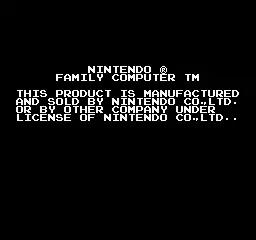 NINTENDO ®
FAMILY COMPUTER TM
THIS PRODUCT IS MANUFACTURED
AND SOLD BY NINTENDO CO.,LTD.
OR BY OTHER COMPANY UNDER
LICENSE OF NINTENDO CO.,LTD..